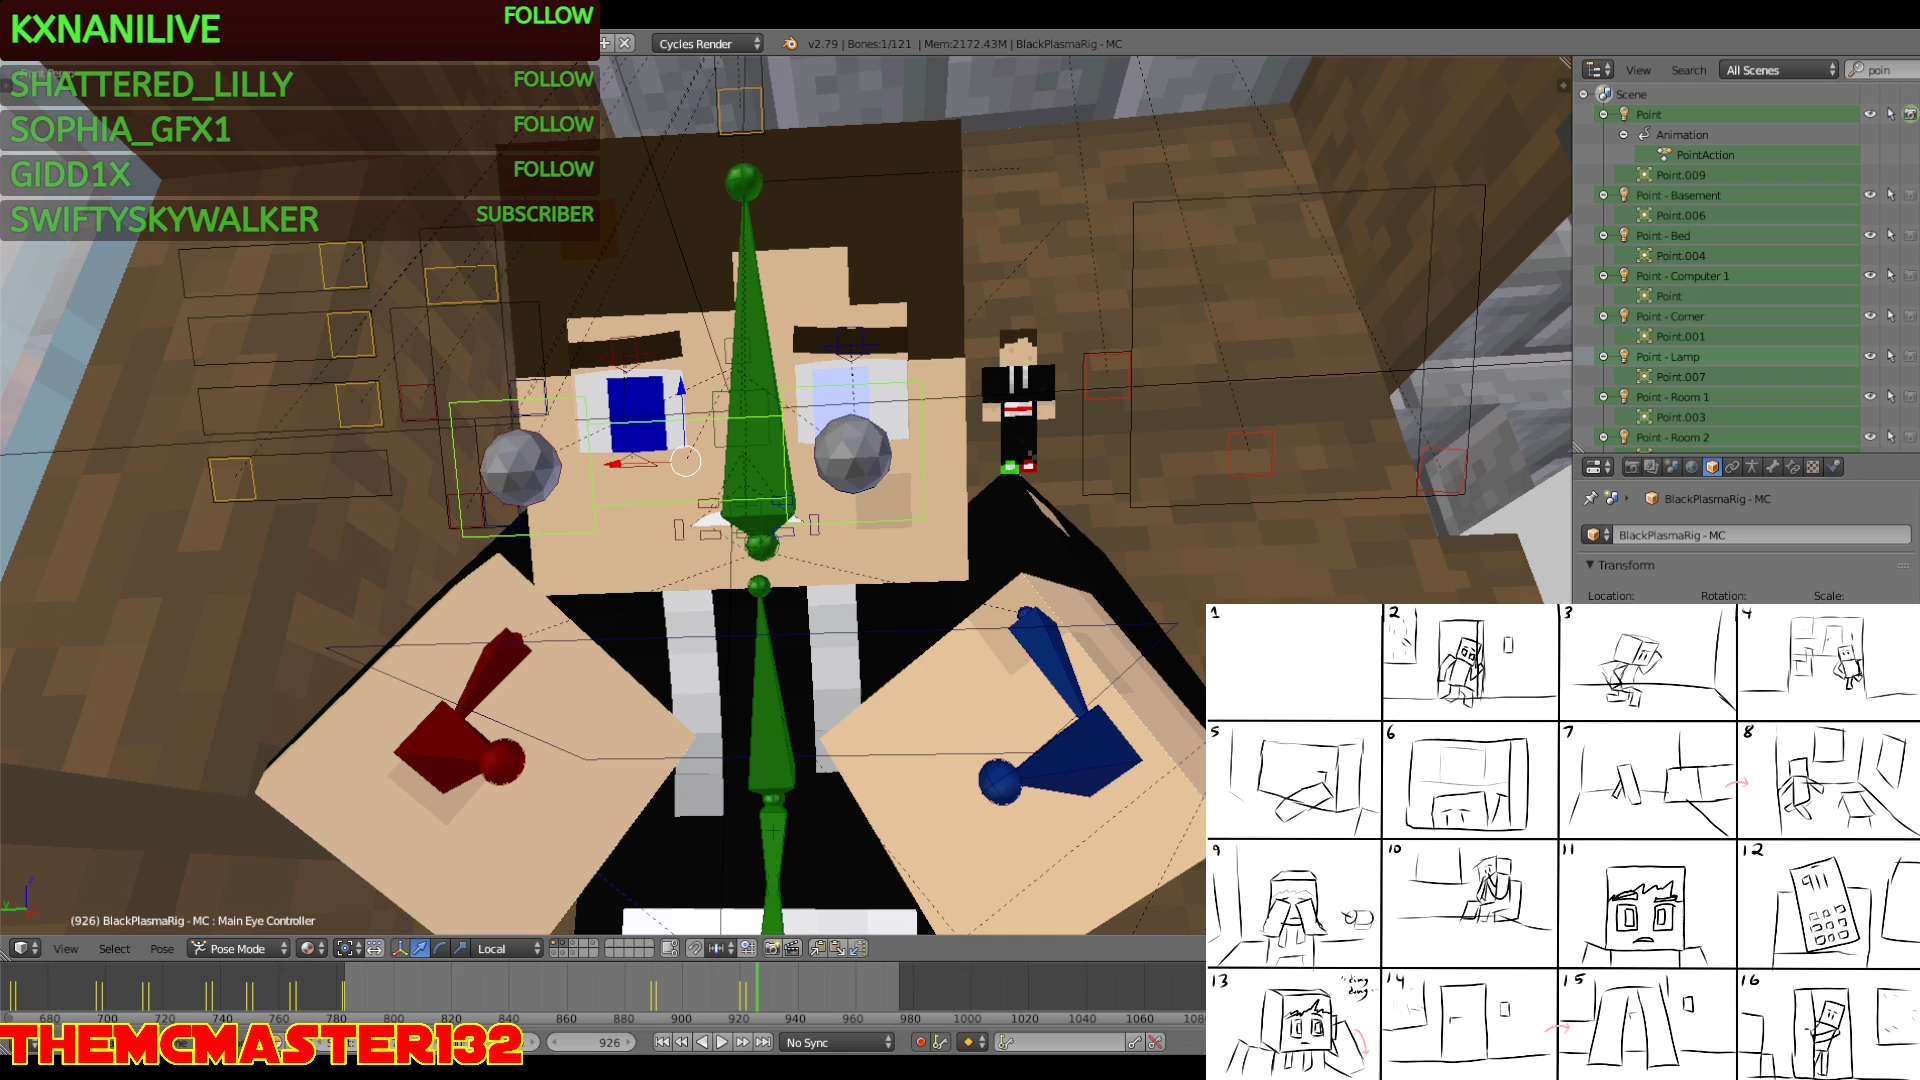 KXNANILIVE FOLLOW
SHATTERED_LILLY FOLLOW
SOPHIA_GFX1 FOLLOW
GIDD1X FOLLOW
SWIFTYSKYWALKER SUBSCRIBER
Cycles Render
v2.79 | Bones:1/121 | Mem:2172.43M | BlackPlasmaRig - MC
View Search All Scenes poin
Scene
Point
Animation
PointAction
Point.009
Point - Basement
Point.006
Point - Bed
Point.004
Point - Computer 1
Point
Point - Corner
Point.001
Point - Lamp
Point.007
Point - Room 1
Point.003
Point - Room 2
BlackPlasmaRig - MC
BlackPlasmaRig - MC
Transform
Location: Rotation: Scale:
1 2 3 4
5 6 7 8
9 10 11 12
911
13 14 15 16
"ding dong"
(926) BlackPlasmaRig - MC : Main Eye Controller
View Select Pose Pose Mode Local
680 700 720 740 760 780 800 820 840 860 880 900 920 940 960 980 1000 1020 1040 1060
THEMCMASTER132
926 No Sync